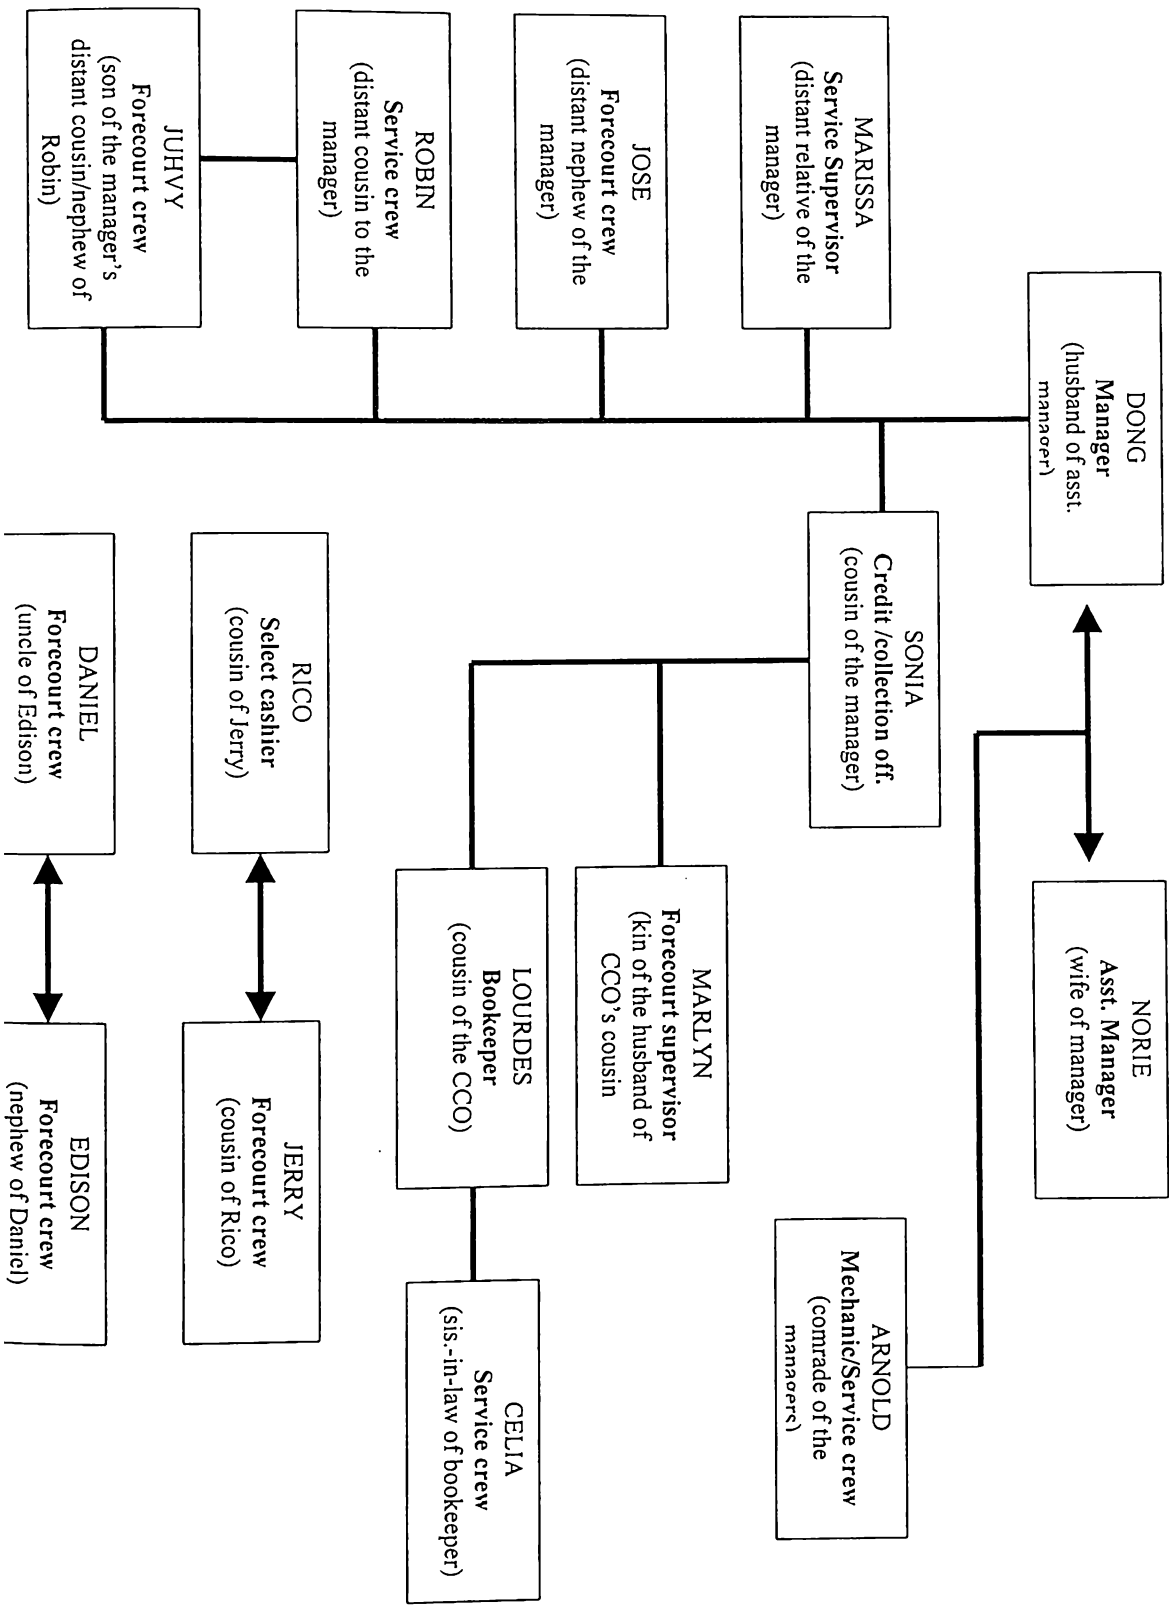 DONG
Manager
(husband of asst.
manager)
NORIE
Asst. Manager
(wife of manager)
ARNOLD
Mechanic/Service crew
(comrade of the
managers)
MARISSA
Service Supervisor
(distant relative of the
manager)
SONIA
Credit /collection off.
(cousin of the manager)
JOSE
Forecourt crew
(distant nephew of the
manager)
MARLYN
Forecourt supervisor
(kin of the husband of
CCO's cousin
ROBIN
Service crew
(distant cousin to the
manager)
LOURDES
Bookeeper
(cousin of the CCO)
CELIA
Service crew
(sis.-in-law of bookeeper)
JUHVY
Forecourt crew
(son of the manager's
distant cousin/nephew of
Robin)
RICO
Select cashier
(cousin of Jerry)
JERRY
Forecourt crew
(cousin of Rico)
DANIEL
Forecourt crew
(uncle of Edison)
EDISON
Forecourt crew
(nephew of Daniel)